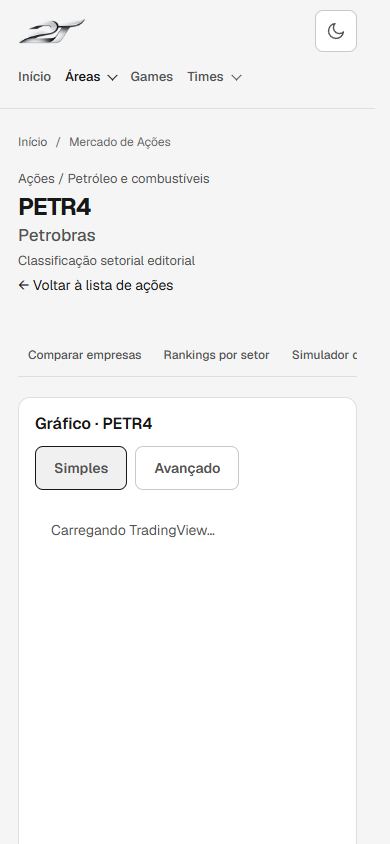 Início Áreas Games Times
Início / Mercado de Ações
Ações / Petróleo e combustíveis
PETR4
Petrobras
Classificação setorial editorial
← Voltar à lista de ações
Comparar empresas Rankings por setor Simulador
Gráfico · PETR4
Simples Avançado
Carregando TradingView...